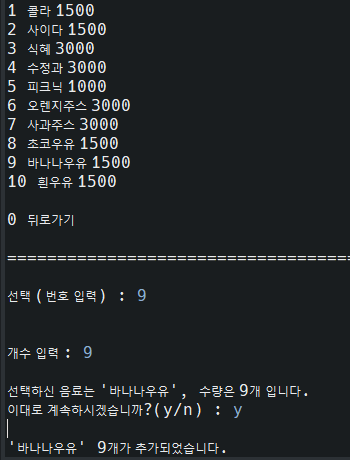 1 콜라 1500
2 사이다 1500
3 식혜 3000
4 수정과 3000
5 피크닉 1000
6 오렌지주스 3000
7 사과주스 3000
8 초코우유 1500
9 바나나우유 1500
10 흰우유 1500
0 뒤로가기
===================================
선택(번호 입력) : 9
개수 입력 : 9
선택하신 음료는 '바나나우유', 수량은 9개 입니다.
이대로 계속하시겠습니까?(y/n) : y
'바나나우유' 9개가 추가되었습니다.